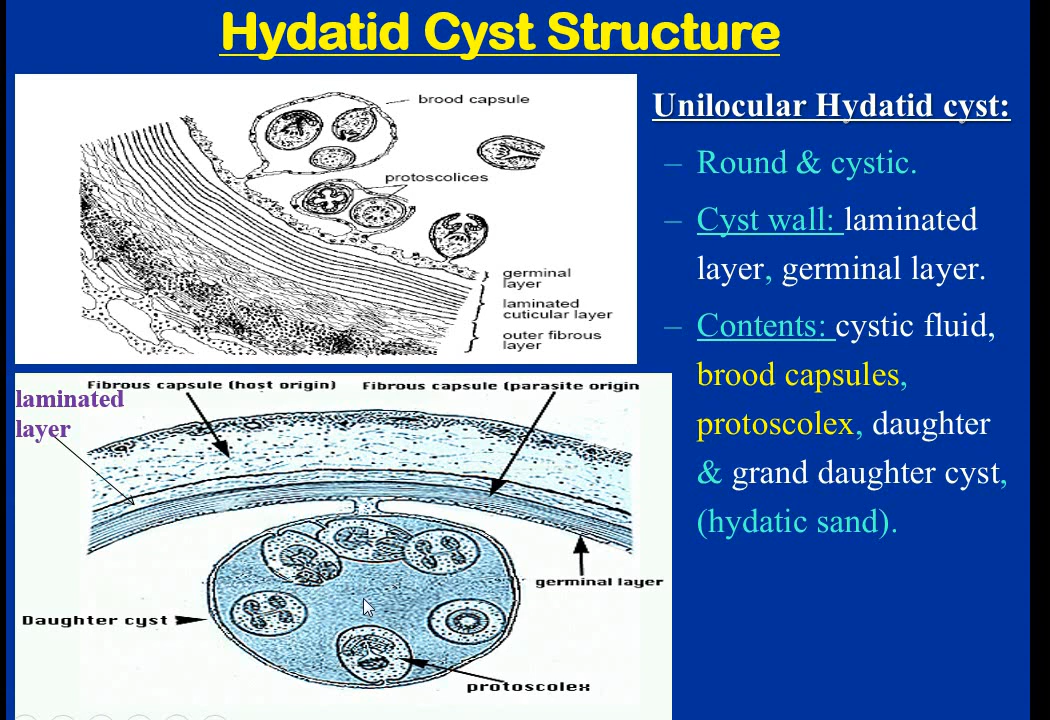 Hydatid Cyst Structure
brood capsule
protoscolices
germinal
layer
laminated
cuticular layer
outer fibrous
layer
Fibrous capsule (host origin)
Fibrous capsule (parasite origin
laminated
layer
germinal layer
Daughter cyst
protoscolex
Unilocular Hydatid cyst:
– Round & cystic.
– Cyst wall: laminated
layer, germinal layer.
– Contents: cystic fluid,
brood capsules,
protoscolex, daughter
& grand daughter cyst,
(hydatic sand).